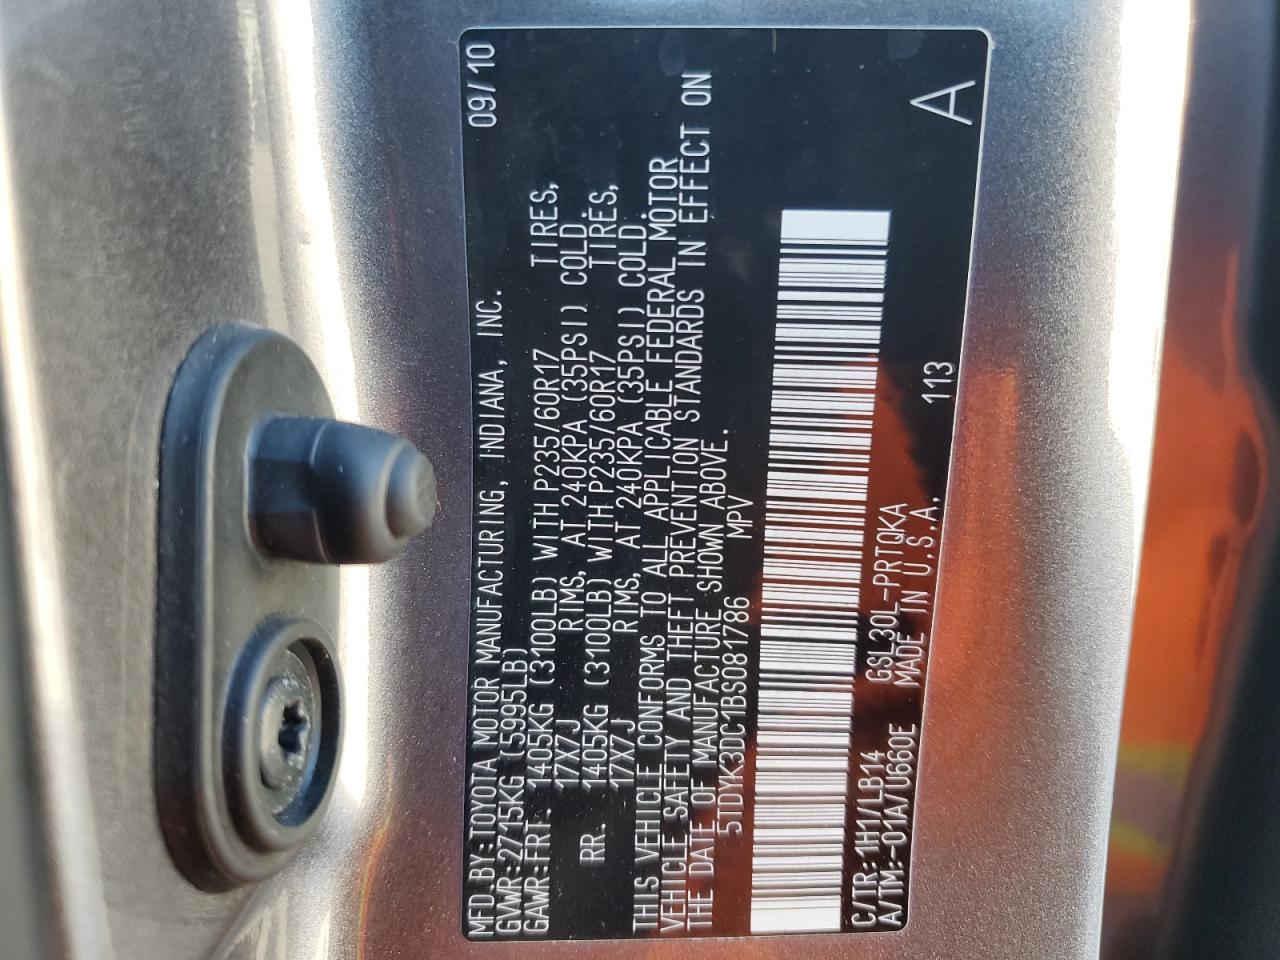 MFD.BY:TOYOTA MOTOR MANUFACTURING, INDIANA, INC. 09/10
GVWR:2715KG (5995LB)
GAWR:FRT. 1405KG (3100LB) WITH P235/60R17 TIRES,
17X7J RIMS, AT 240KPA (35PSI) COLD.
RR. 1405KG (3100LB) WITH P235/60R17 TIRES,
17X7J RIMS, AT 240KPA (35PSI) COLD.
THIS VEHICLE CONFORMS TO ALL APPLICABLE FEDERAL MOTOR
VEHICLE SAFETY AND THEFT PREVENTION STANDARDS IN EFFECT ON
THE DATE OF MANUFACTURE SHOWN ABOVE.
5TDYK3DC1BS081786 MPV
C/TR:1H1/LB14 GSL30L-PRTQKA
A/TM:-01A/U660E MADE IN U.S.A. 113 A